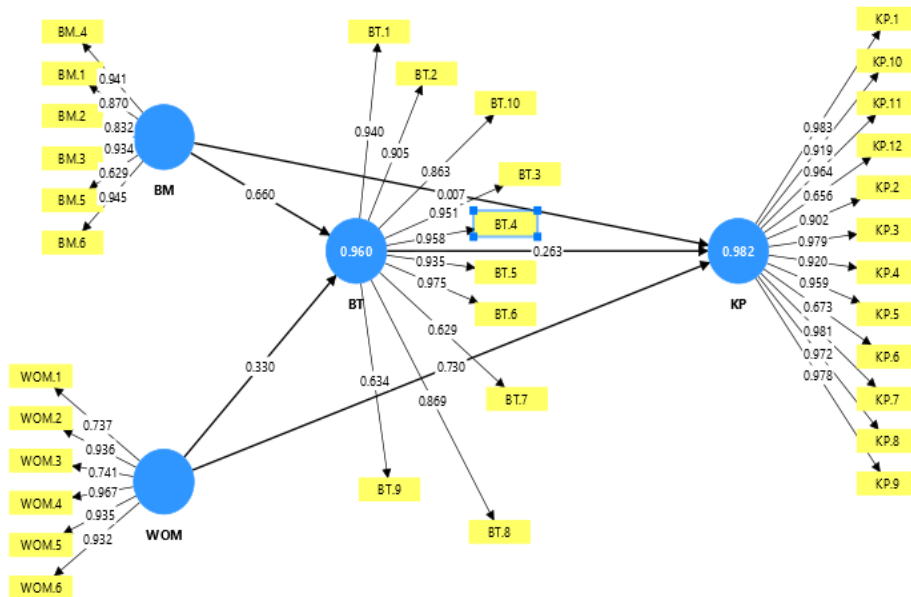 BM..4
BM.1
BM.2
BM.3
BM.5
BM.6
0.941
0.870
0.832
0.934
0.629
0.945
BM
0.660
WOM.1
WOM.2
WOM.3
WOM.4
WOM.5
WOM.6
0.737
0.936
0.741
0.967
0.935
0.932
WOM
0.330
BT.1
BT.2
BT.10
BT.3
BT.4
BT.5
BT.6
BT.7
BT.8
BT.9
0.940
0.905
0.863
0.951
0.958
0.935
0.975
0.629
0.869
0.634
0.960
BT
0.007
0.263
0.730
0.982
KP
0.983
0.919
0.964
0.656
0.902
0.979
0.920
0.959
0.673
0.981
0.972
0.978
KP.1
KP.10
KP.11
KP.12
KP.2
KP.3
KP.4
KP.5
KP.6
KP.7
KP.8
KP.9